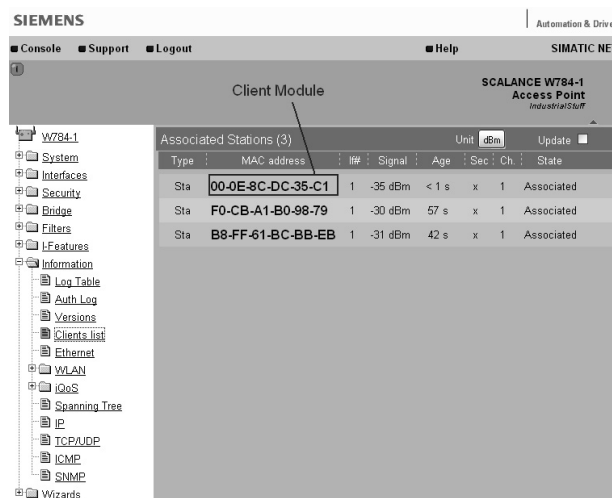 SIEMENS
Automation & Drive
Console Support Logout Help SIMATIC NE
i
SCALANCE W784-1
Access Point
IndustrialStuff
Client Module
W784-1
System
Interfaces
Security
Bridge
Filters
I-Features
Information
Log Table
Auth Log
Versions
Clients list
Ethernet
WLAN
iQoS
Spanning Tree
IP
TCP/UDP
ICMP
SNMP
Wizards
Associated Stations (3) Unit dBm Update
Type MAC address If# Signal Age Sec Ch. State
Sta 00-0E-8C-DC-35-C1 1 -35 dBm < 1 s x 1 Associated
Sta F0-CB-A1-B0-98-79 1 -30 dBm 57 s x 1 Associated
Sta B8-FF-61-BC-BB-EB 1 -31 dBm 42 s x 1 Associated